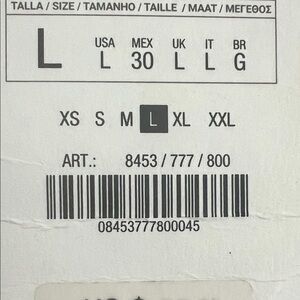 TALLA / SIZE / TAMANHO / TAILLE / MAAT / ΜΕΓΕΘΟΣ
L
USA MEX UK IT BR
L 30 L L G
XS S M L XL XXL
ART.: 8453 / 777 / 800
08453777800045